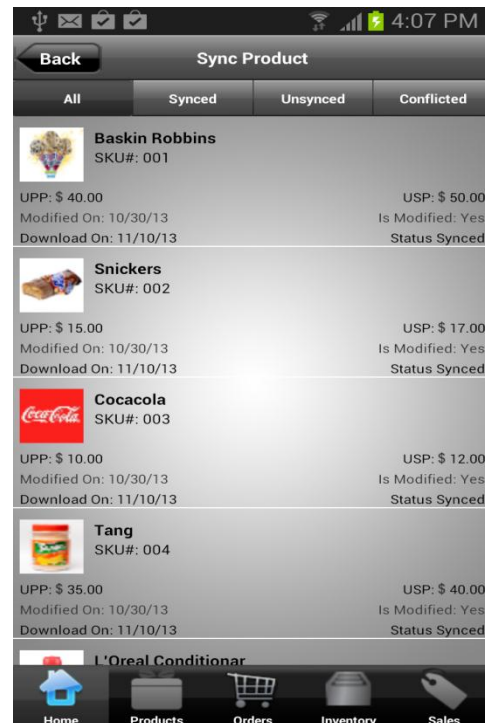 4:07 PM
Back Sync Product
All Synced Unsynced Conflicted
Baskin Robbins
SKU#: 001
UPP: $ 40.00 USP: $ 50.00
Modified On: 10/30/13 Is Modified: Yes
Download On: 11/10/13 Status Synced
Snickers
SKU#: 002
UPP: $ 15.00 USP: $ 17.00
Modified On: 10/30/13 Is Modified: Yes
Download On: 11/10/13 Status Synced
Coca-Cola
Cocacola
SKU#: 003
UPP: $ 10.00 USP: $ 12.00
Modified On: 10/30/13 Is Modified: Yes
Download On: 11/10/13 Status Synced
Tang
SKU#: 004
UPP: $ 35.00 USP: $ 40.00
Modified On: 10/30/13 Is Modified: Yes
Download On: 11/10/13 Status Synced
L'Oreal Conditionar
Home Products Orders Inventory Sales